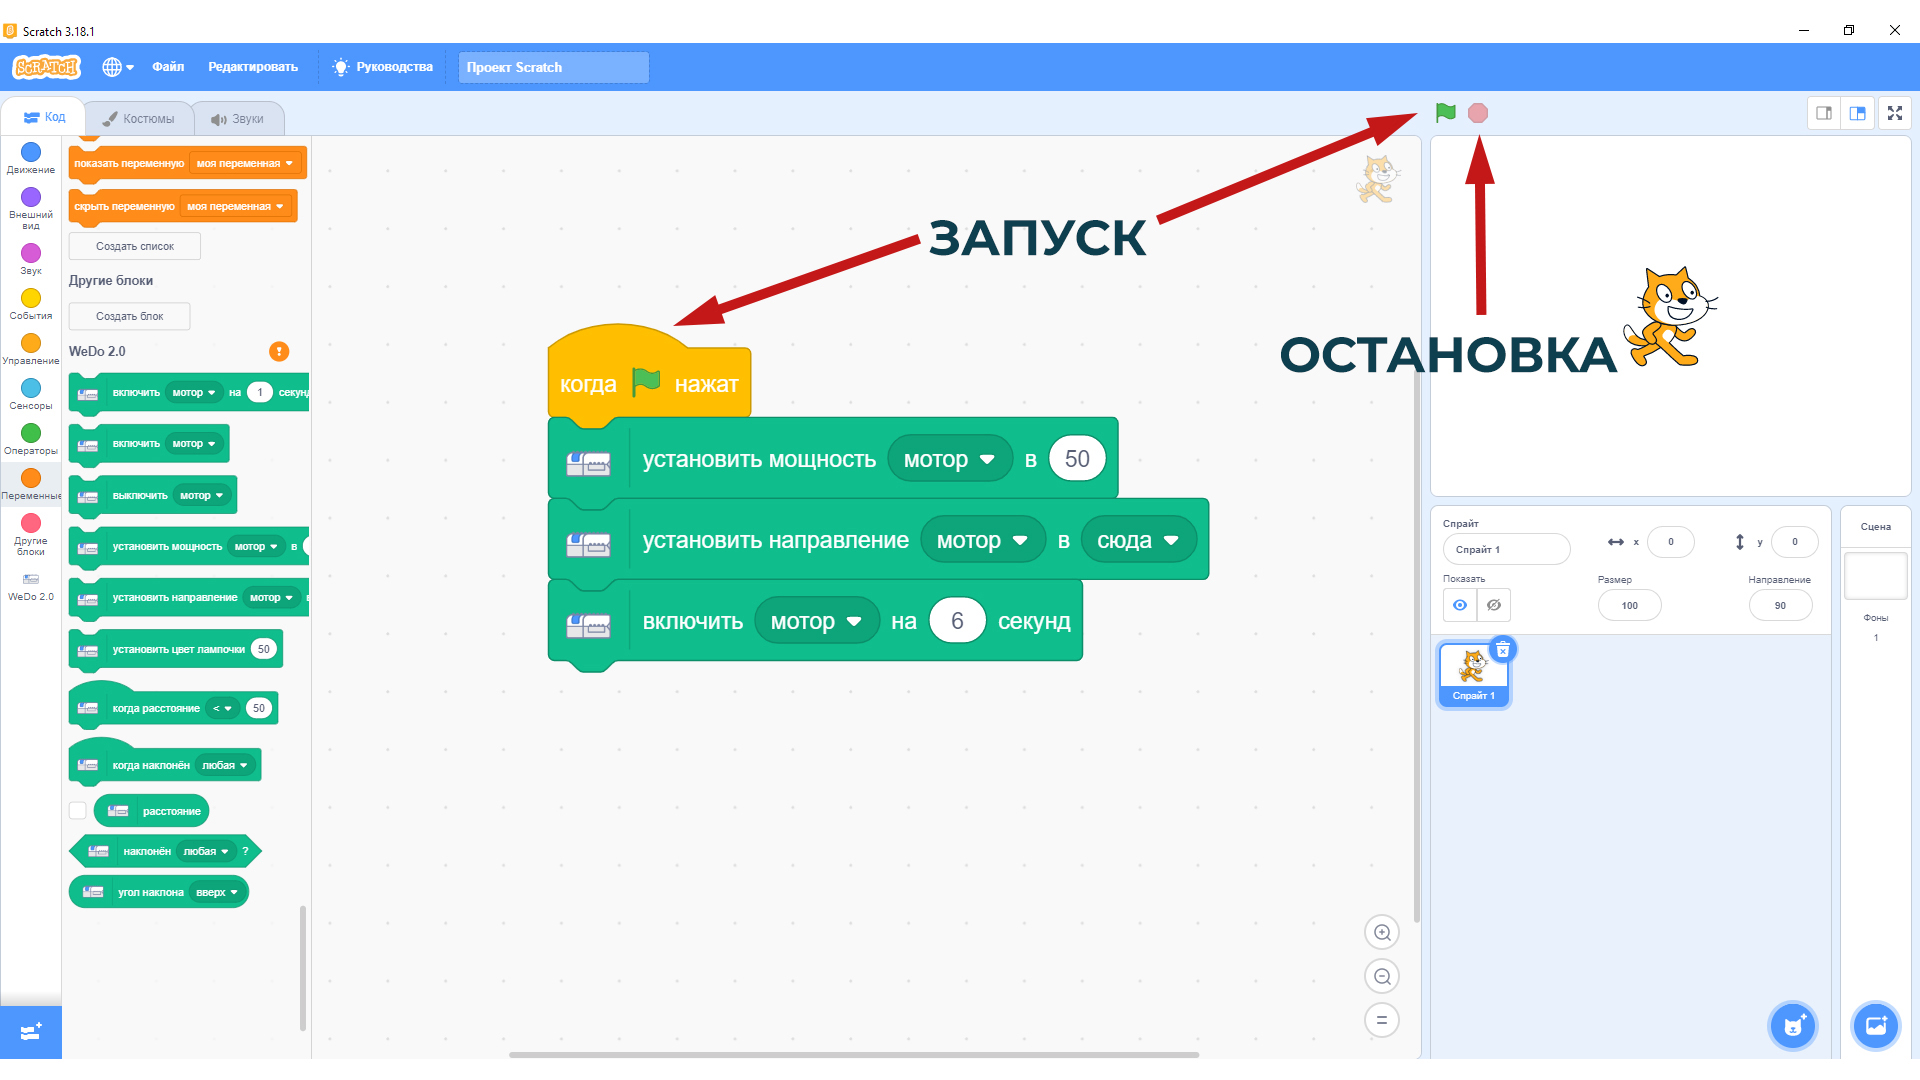 Scratch 3.18.1
SCRATCH
Файл
Редактировать
Руководства
Проект Scratch
Код
Костюмы
Звуки
Движение
Внешний
вид
Звук
События
Управление
Сенсоры
Операторы
Переменные
Другие
блоки
WeDo 2.0
показать переменную моя переменная
скрыть переменную моя переменная
Создать список
Другие блоки
Создать блок
WeDo 2.0
включить мотор на 1 секунд
включить мотор
выключить мотор
установить мощность мотор в
установить направление мотор
установить цвет лампочки 50
когда расстояние < 50
когда наклонён любая
расстояние
наклонён любая ?
угол наклона вверх
ЗАПУСК
когда нажат
установить мощность мотор в 50
установить направление мотор в сюда
включить мотор на 6 секунд
ОСТАНОВКА
Спрайт
Спрайт 1
x 0
y 0
Показать
Размер
100
Направление
90
Спрайт 1
Сцена
Фоны
1